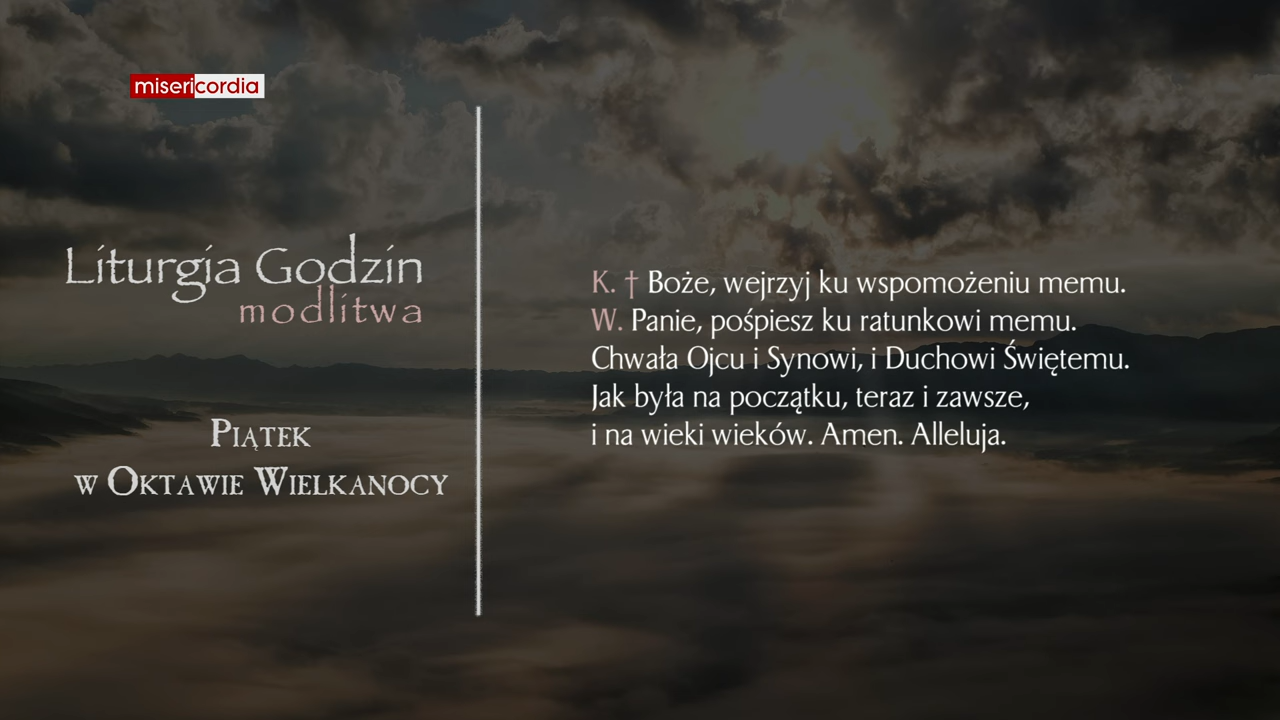 misericordia
Liturgia Godzin
modlitwa
Piątek
w Oktawie Wielkanocy
K. † Boże, wejrzyj ku wspomożeniu memu.
W. Panie, pośpiesz ku ratunkowi memu.
Chwała Ojcu i Synowi, i Duchowi Świętemu.
Jak była na początku, teraz i zawsze,
i na wieki wieków. Amen. Alleluja.